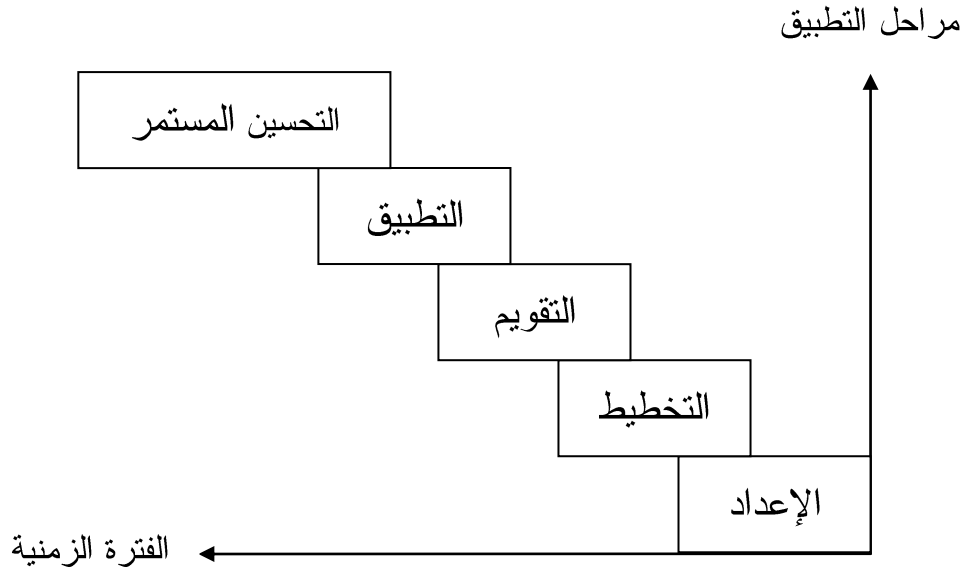 مراحل التطبيق
التحسين المستمر
التطبيق
التقويم
التخطيط
الإعداد
الفترة الزمنية